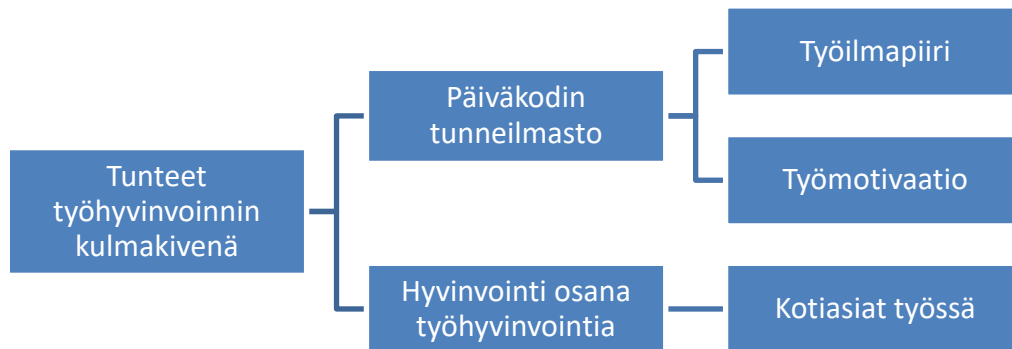 Tunteet
työhyvinvoinnin
kulmakivenä
Päiväkodin
tunneilmasto
Työilmapiiri
Työmotivaatio
Hyvinvointi osana
työhyvinvointia
Kotiasiat työssä